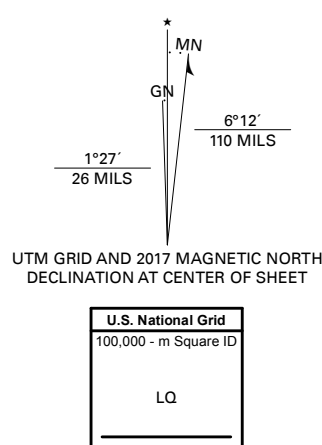 ★
MN
GN
6°12´
110 MILS
1°27´
26 MILS
UTM GRID AND 2017 MAGNETIC NORTH
DECLINATION AT CENTER OF SHEET
U.S. National Grid
100,000 - m Square ID
LQ